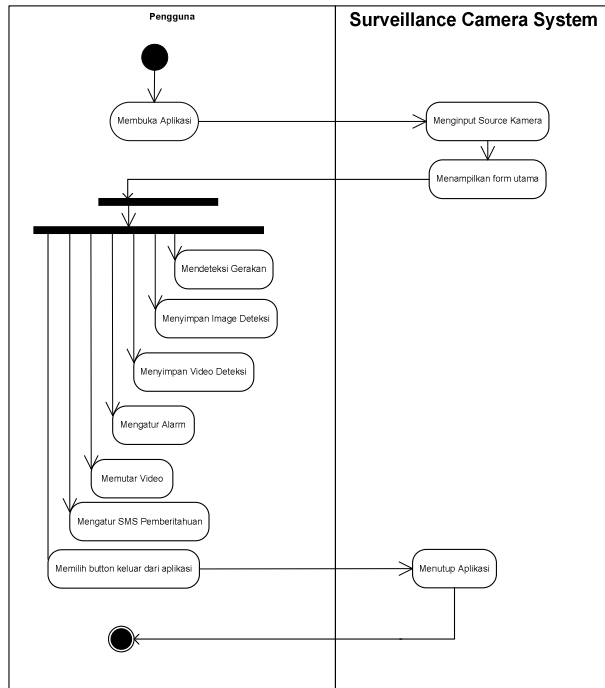 Pengguna
Surveillance Camera System
Membuka Aplikasi
Menginput Source Kamera
Menampilkan form utama
Mendeteksi Gerakan
Menyimpan Image Deteksi
Menyimpan Video Deteksi
Mengatur Alarm
Memutar Video
Mengatur SMS Pemberitahuan
Memilih button keluar dari aplikasi
Menutup Aplikasi